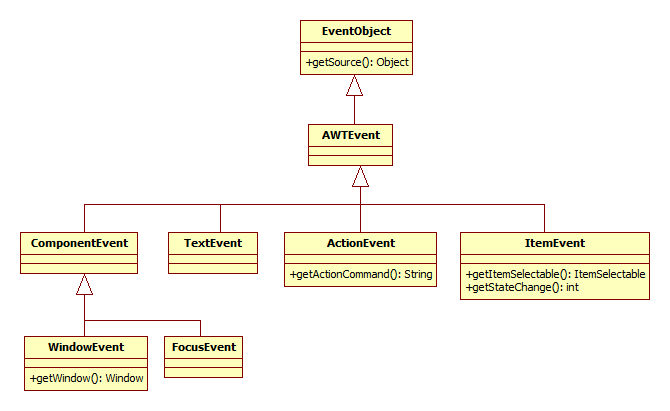 EventObject
+getSource(): Object
AWTEvent
ComponentEvent
TextEvent
ActionEvent
+getActionCommand(): String
ItemEvent
+getItemSelectable(): ItemSelectable
+getStateChange(): int
WindowEvent
+getWindow(): Window
FocusEvent